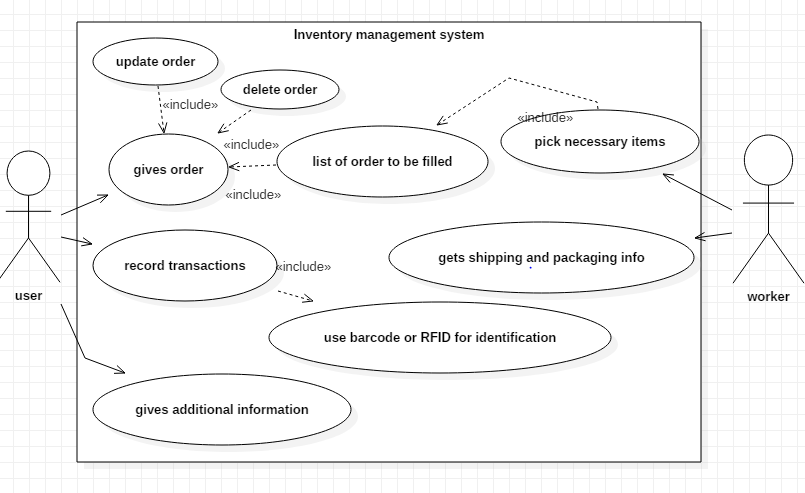 Inventory management system
update order
delete order
«include»
«include»
«include»
pick necessary items
gives order
list of order to be filled
«include»
record transactions
«include»
gets shipping and packaging info
user
worker
use barcode or RFID for identification
gives additional information